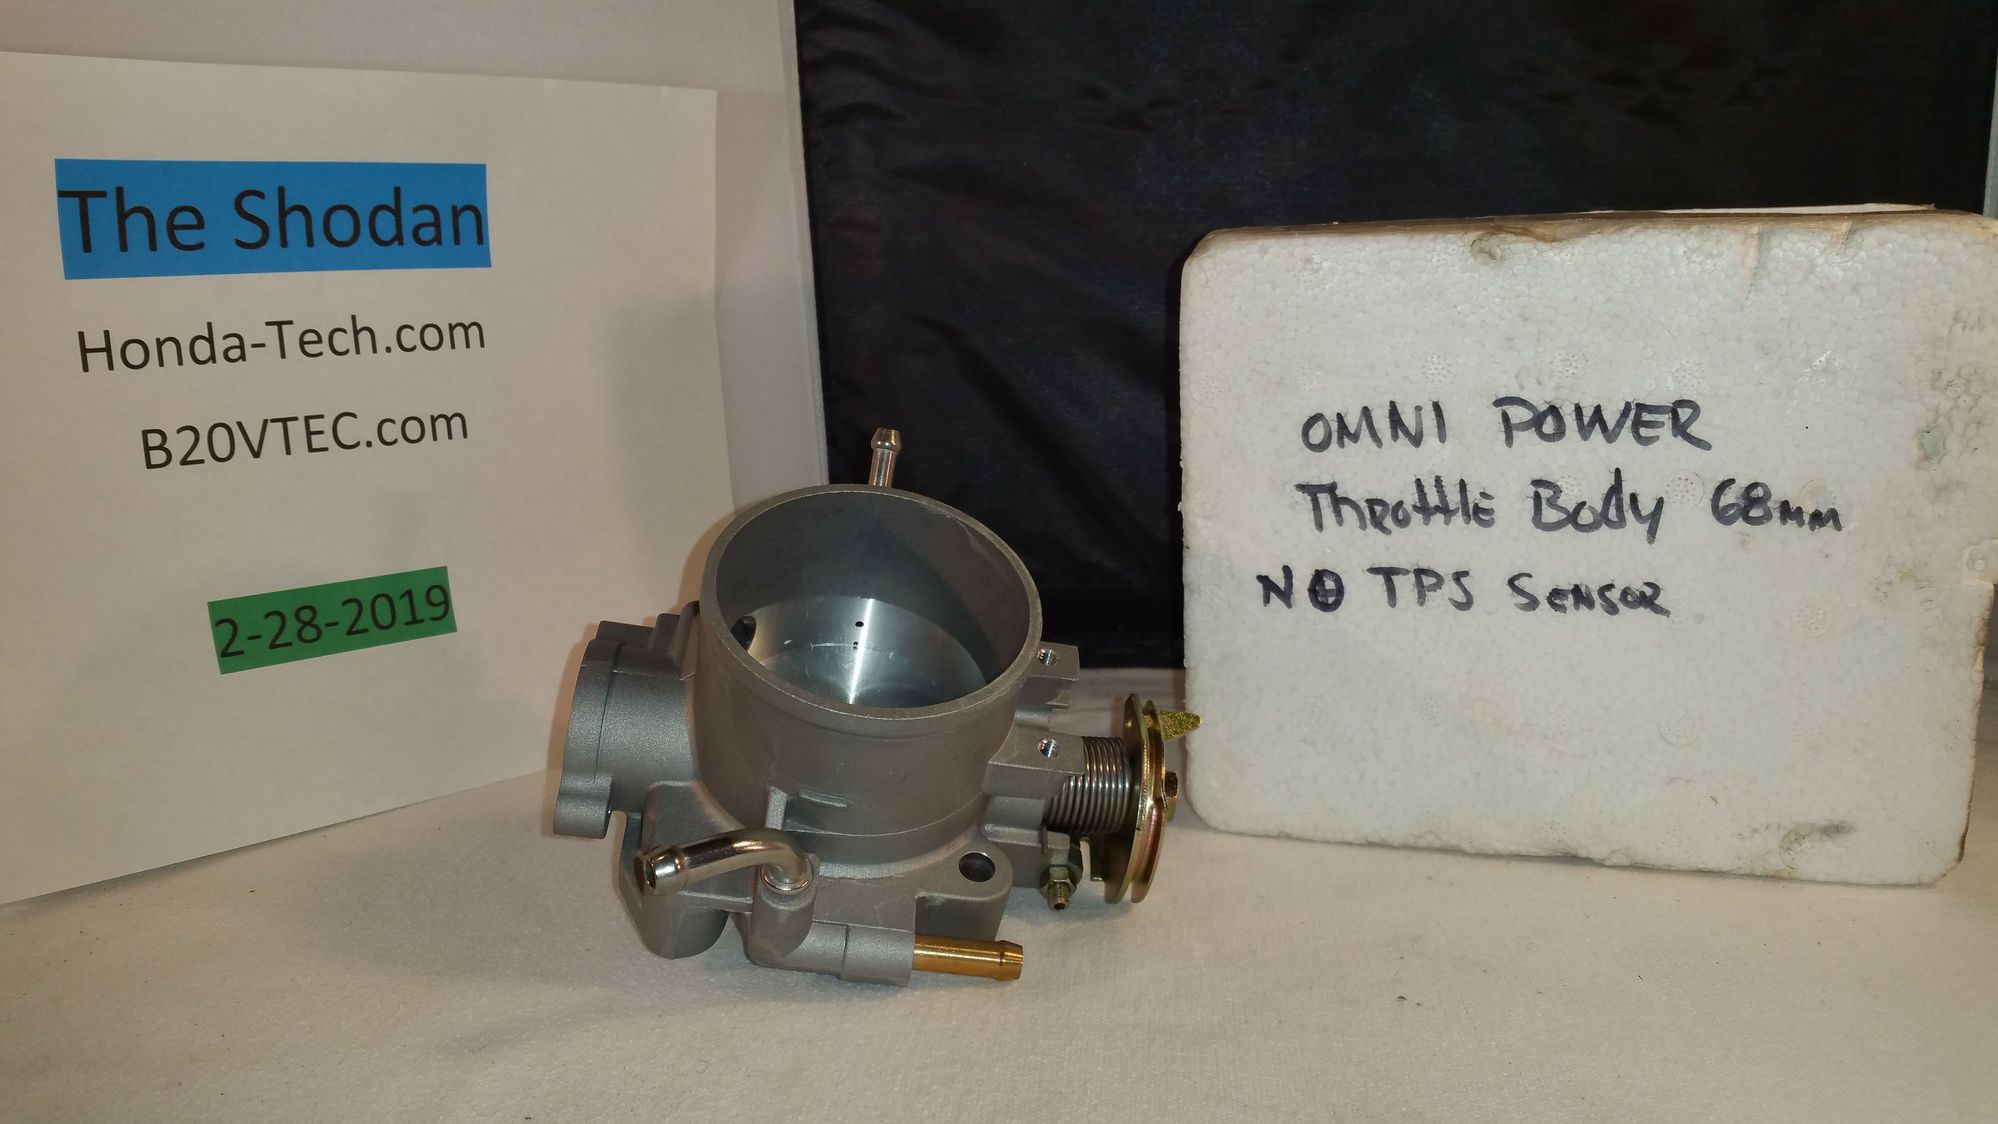 The Shodan
Honda-Tech.com
B20VTEC.com
2-28-2019
OMNI POWER
Throttle Body 68mm
NO TPS SENSOR